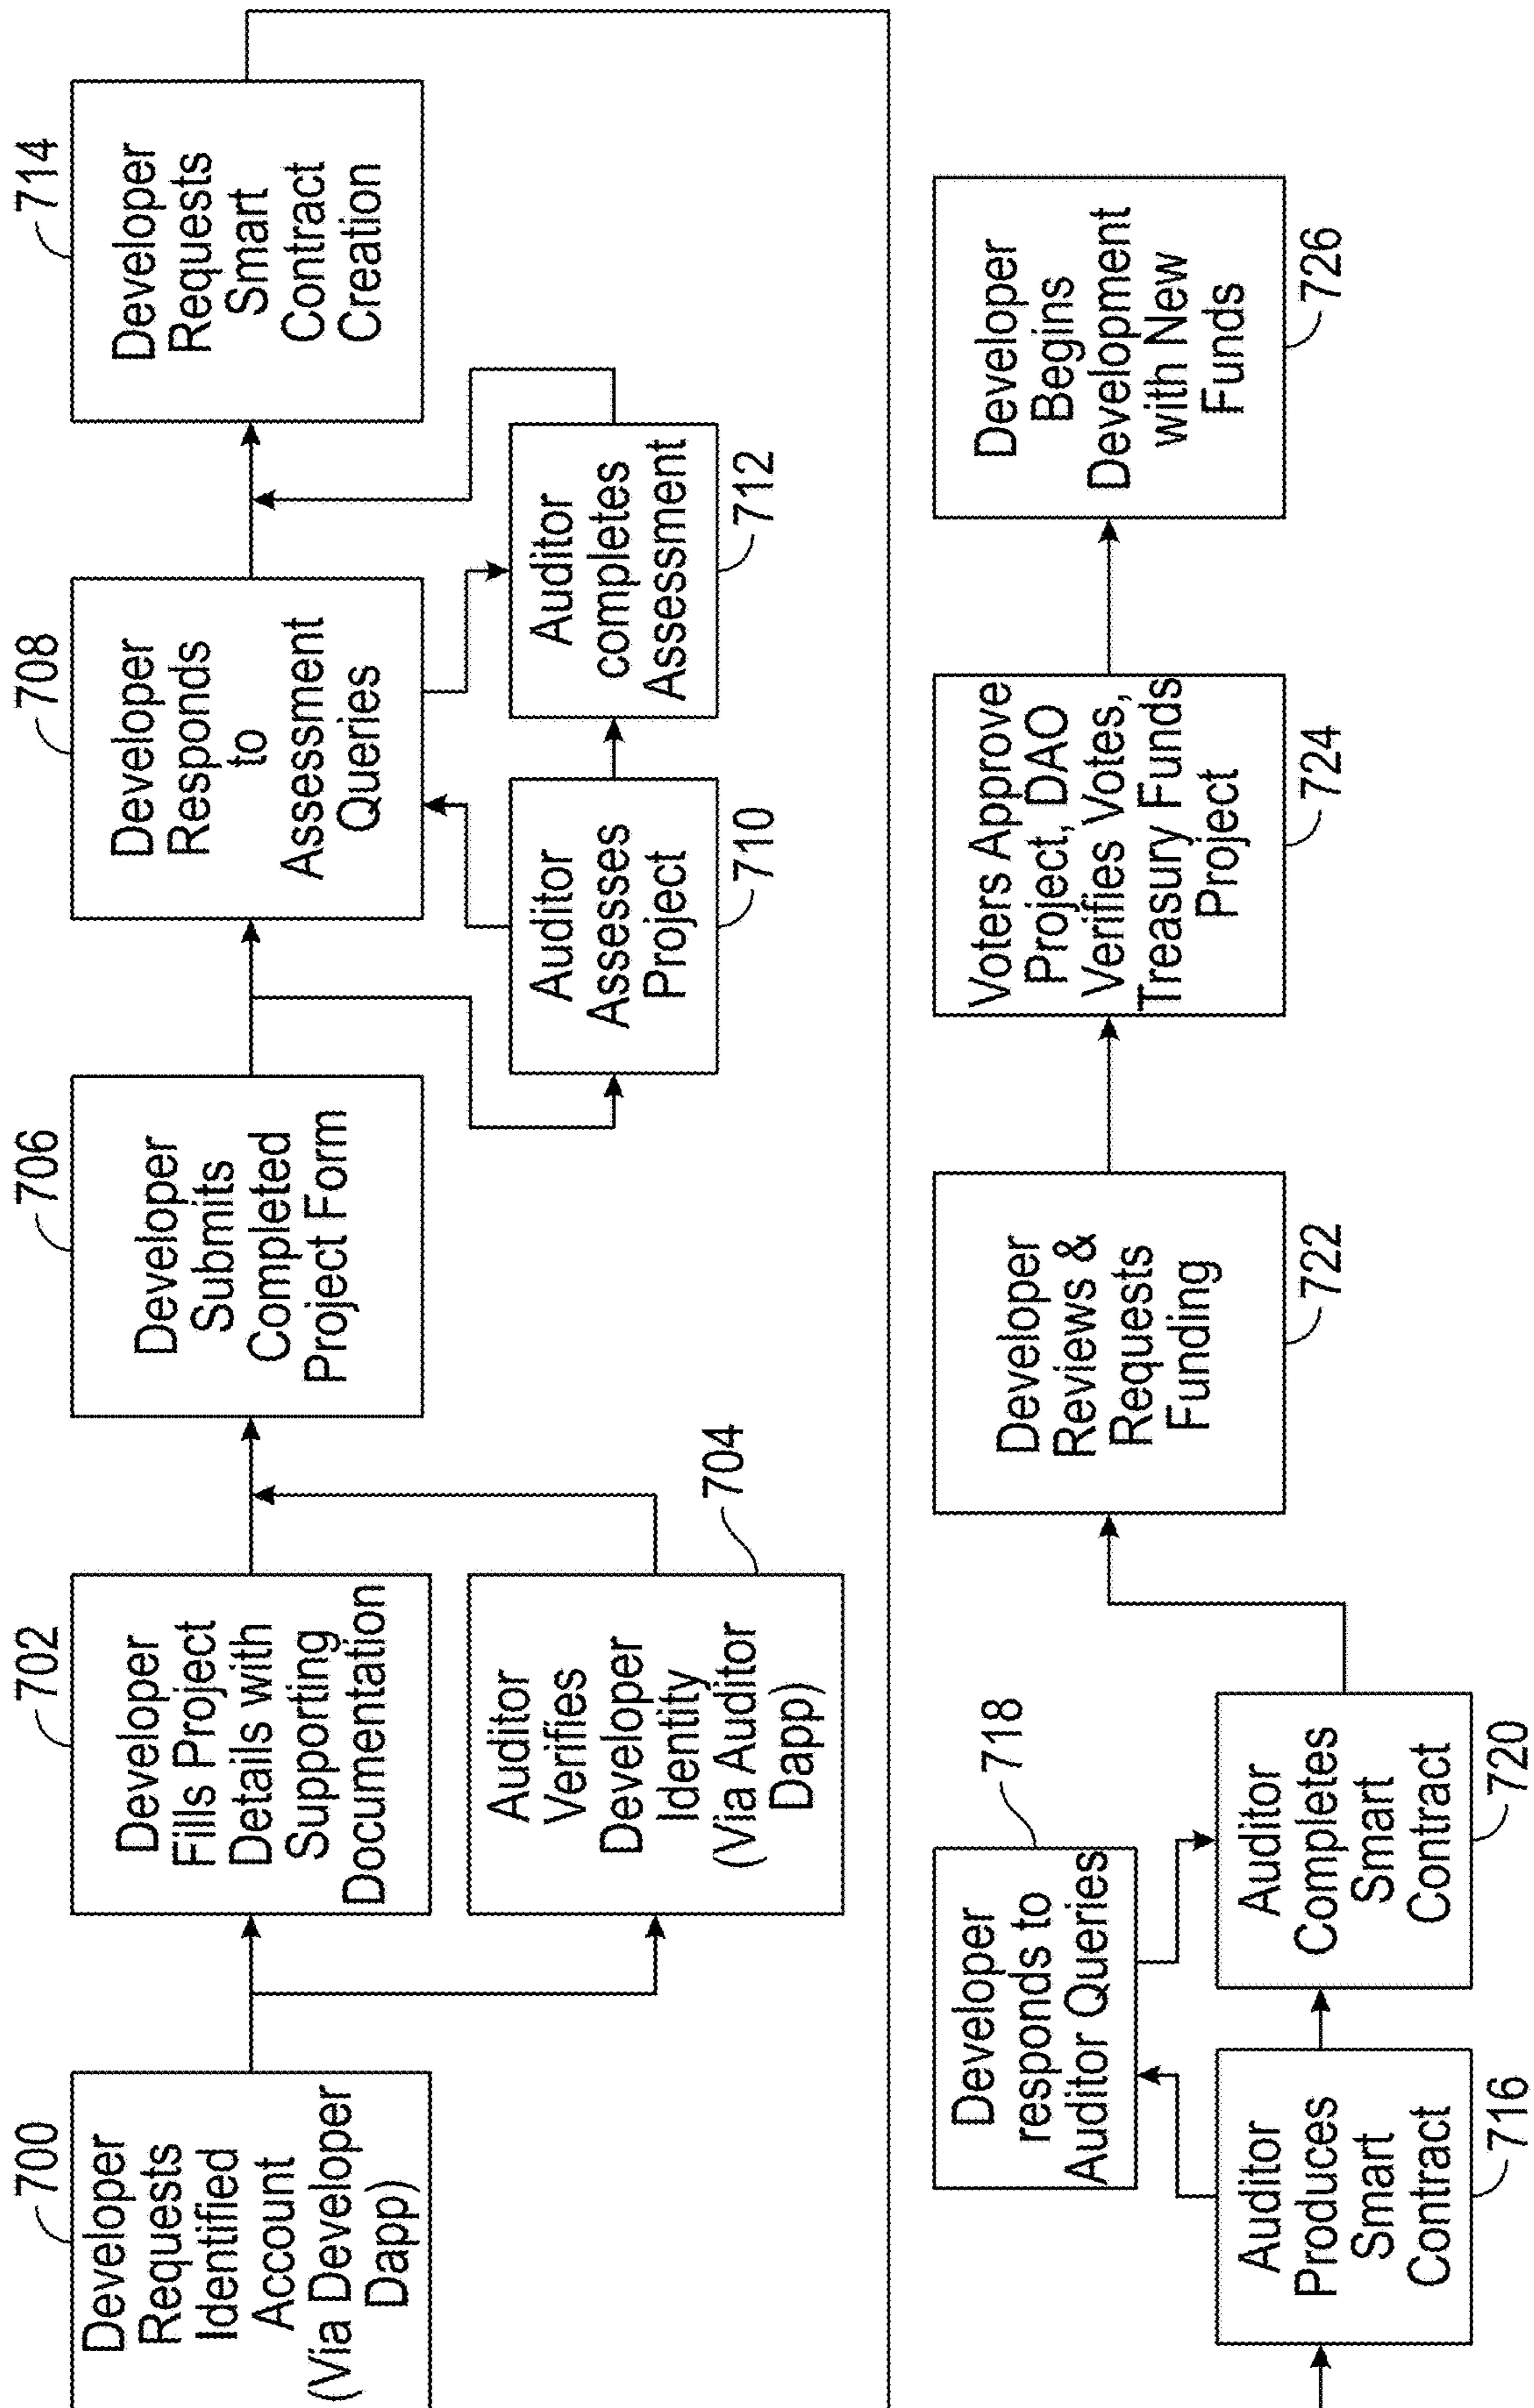 700
Developer
Requests
Identified
Account
(Via Developer
Dapp)
702
Developer
Fills Project
Details with
Supporting
Documentation
704
Auditor
Verifies
Developer
Identity
(Via Auditor
Dapp)
706
Developer
Submits
Completed
Project Form
708
Developer
Responds
to
Assessment
Queries
710
Auditor
Assesses
Project
712
Auditor
completes
Assessment
714
Developer
Requests
Smart
Contract
Creation
716
Auditor
Produces
Smart
Contract
718
Developer
responds to
Auditor Queries
720
Auditor
Completes
Smart
Contract
722
Developer
Reviews &
Requests
Funding
724
Voters Approve
Project, DAO
Verifies Votes,
Treasury Funds
Project
726
Developer
Begins
Development
with New
Funds